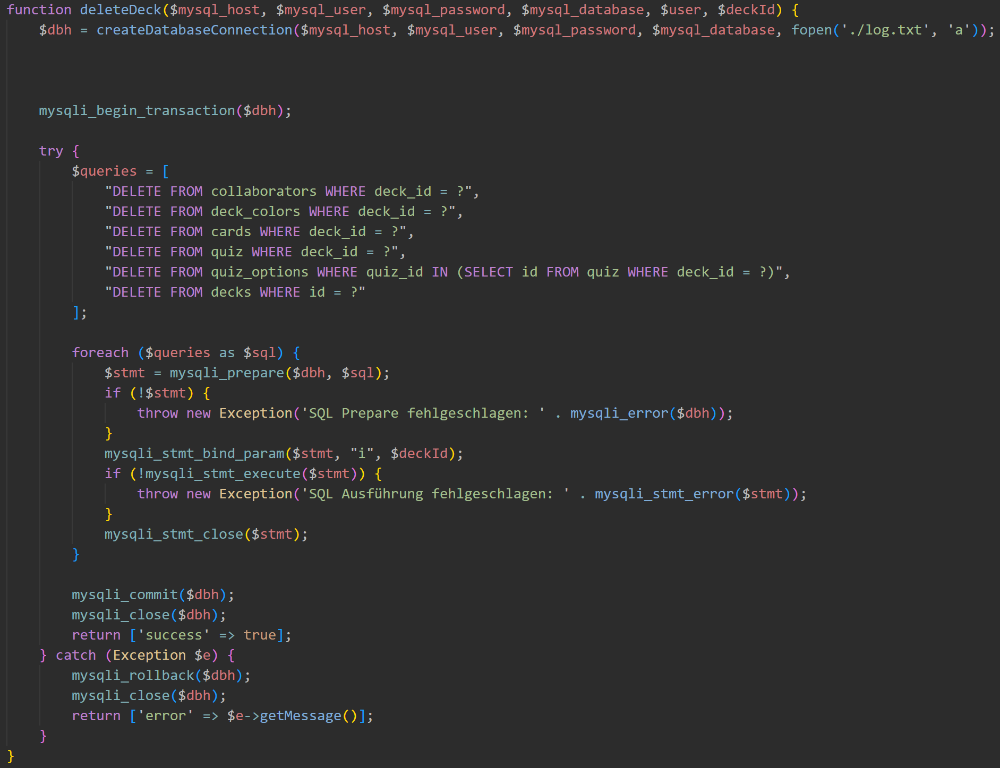 function deleteDeck($mysql_host, $mysql_user, $mysql_password, $mysql_database, $user, $deckId) {
    $dbh = createDatabaseConnection($mysql_host, $mysql_user, $mysql_password, $mysql_database, fopen('./log.txt', 'a'));
    mysqli_begin_transaction($dbh);
    try {
        $queries = [
            "DELETE FROM collaborators WHERE deck_id = ?",
            "DELETE FROM deck_colors WHERE deck_id = ?",
            "DELETE FROM cards WHERE deck_id = ?",
            "DELETE FROM quiz WHERE deck_id = ?",
            "DELETE FROM quiz_options WHERE quiz_id IN (SELECT id FROM quiz WHERE deck_id = ?)",
            "DELETE FROM decks WHERE id = ?"
        ];
        foreach ($queries as $sql) {
            $stmt = mysqli_prepare($dbh, $sql);
            if (!$stmt) {
                throw new Exception('SQL Prepare fehlgeschlagen: ' . mysqli_error($dbh));
            }
            mysqli_stmt_bind_param($stmt, "i", $deckId);
            if (!mysqli_stmt_execute($stmt)) {
                throw new Exception('SQL Ausführung fehlgeschlagen: ' . mysqli_stmt_error($stmt));
            }
            mysqli_stmt_close($stmt);
        }
        mysqli_commit($dbh);
        mysqli_close($dbh);
        return ['success' => true];
    } catch (Exception $e) {
        mysqli_rollback($dbh);
        mysqli_close($dbh);
        return ['error' => $e->getMessage()];
    }
}